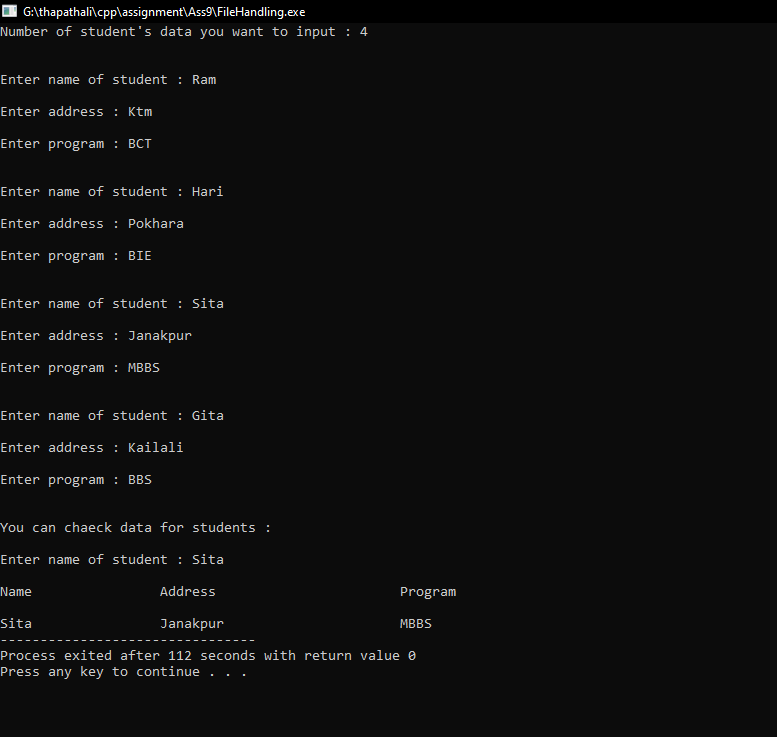 G:\thapathali\cpp\assignment\Ass9\FileHandling.exe
Number of student's data you want to input : 4
Enter name of student : Ram
Enter address : Ktm
Enter program : BCT
Enter name of student : Hari
Enter address : Pokhara
Enter program : BIE
Enter name of student : Sita
Enter address : Janakpur
Enter program : MBBS
Enter name of student : Gita
Enter address : Kailali
Enter program : BBS
You can chaeck data for students :
Enter name of student : Sita
Name Address Program
Sita Janakpur MBBS
--------------------------------
Process exited after 112 seconds with return value 0
Press any key to continue . . .